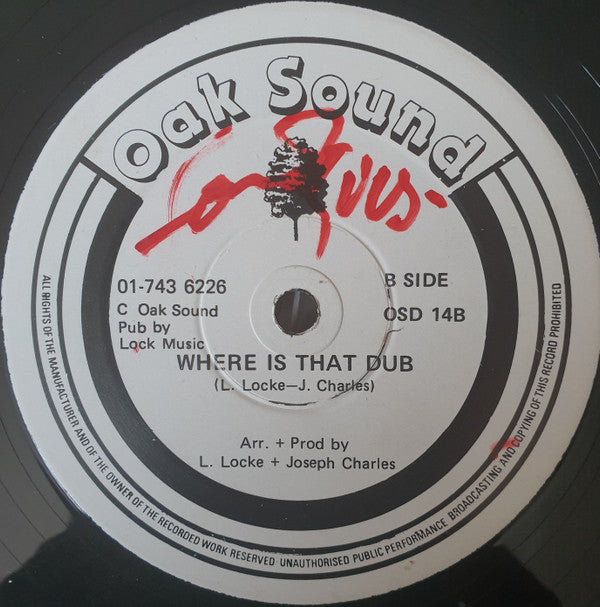 Oak Sound
01-743 6226
B SIDE
C Oak Sound
OSD 14B
Pub by
Lock Music
WHERE IS THAT DUB
(L. Locke—J. Charles)
Arr. + Prod by
L. Locke + Joseph Charles
ALL RIGHTS OF THE MANUFACTURER AND OF THE OWNER OF THE RECORDED WORK RESERVED · UNAUTHORISED PUBLIC PERFORMANCE BROADCASTING AND COPYING OF THIS RECORD PROHIBITED